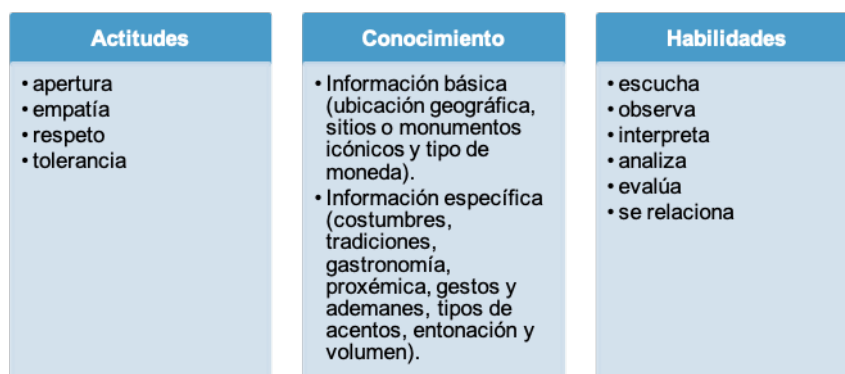 Actitudes
• apertura
• empatía
• respeto
• tolerancia
Conocimiento
• Información básica
(ubicación geográfica,
sitios o monumentos
icónicos y tipo de
moneda).
• Información específica
(costumbres,
tradiciones,
gastronomía,
proxémica, gestos y
ademanes, tipos de
acentos, entonación y
volumen).
Habilidades
• escucha
• observa
• interpreta
• analiza
• evalúa
• se relaciona